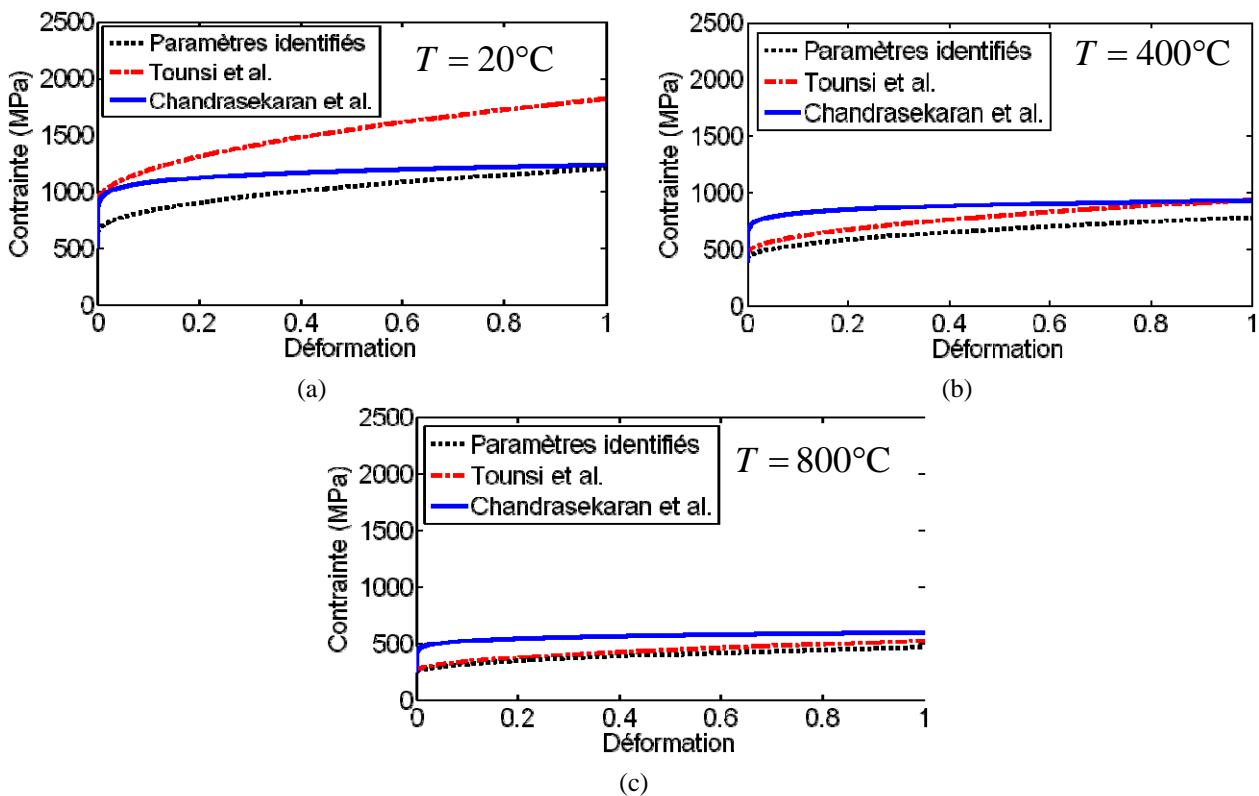 2500
2000
1500
1000
500
0
Contrainte (MPa)
Paramètres identifiés
Tounsi et al.
Chandrasekaran et al.
T = 20°C
0 0.2 0.4 0.6 0.8 1
Déformation
(a)
2500
2000
1500
1000
500
0
Contrainte (MPa)
Paramètres identifiés
Tounsi et al.
Chandrasekaran et al.
T = 400°C
0 0.2 0.4 0.6 0.8 1
Déformation
(b)
2500
2000
1500
1000
500
0
Contrainte (MPa)
Paramètres identifiés
Tounsi et al.
Chandrasekaran et al.
T = 800°C
0 0.2 0.4 0.6 0.8 1
Déformation
(c)